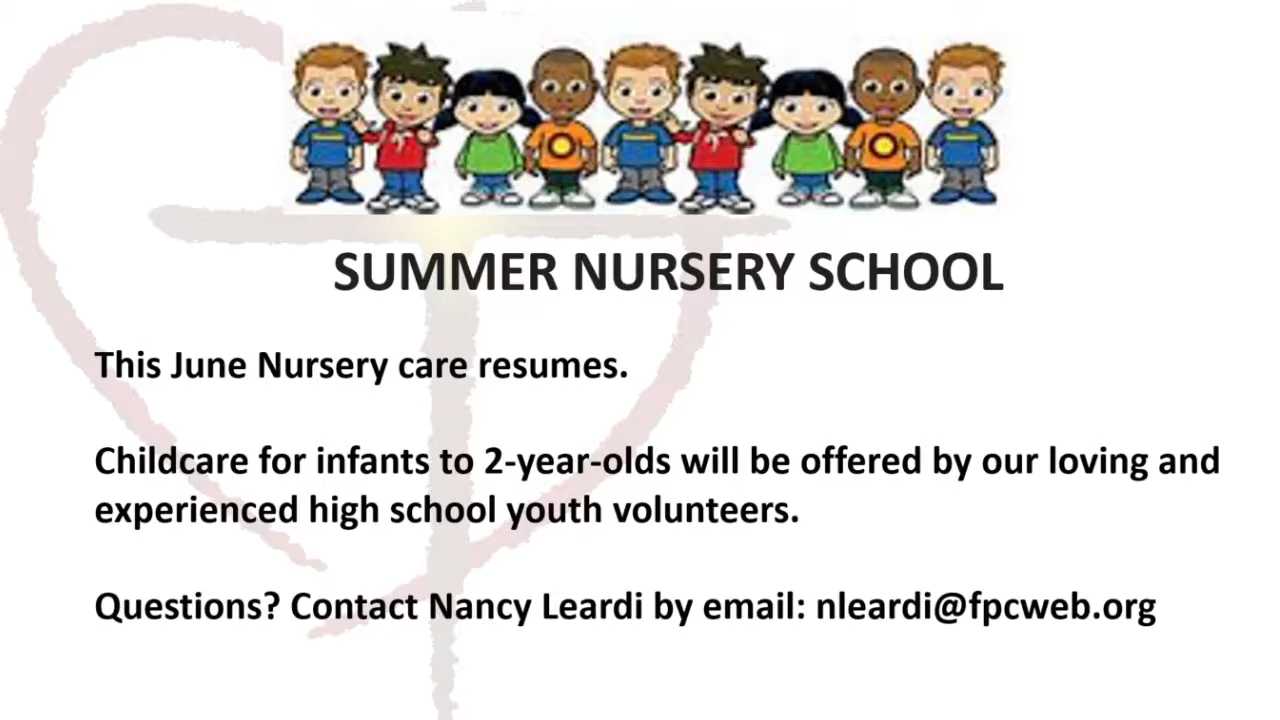 SUMMER NURSERY SCHOOL
This June Nursery care resumes.
Childcare for infants to 2-year-olds will be offered by our loving and
experienced high school youth volunteers.
Questions? Contact Nancy Leardi by email: nleardi@fpcweb.org